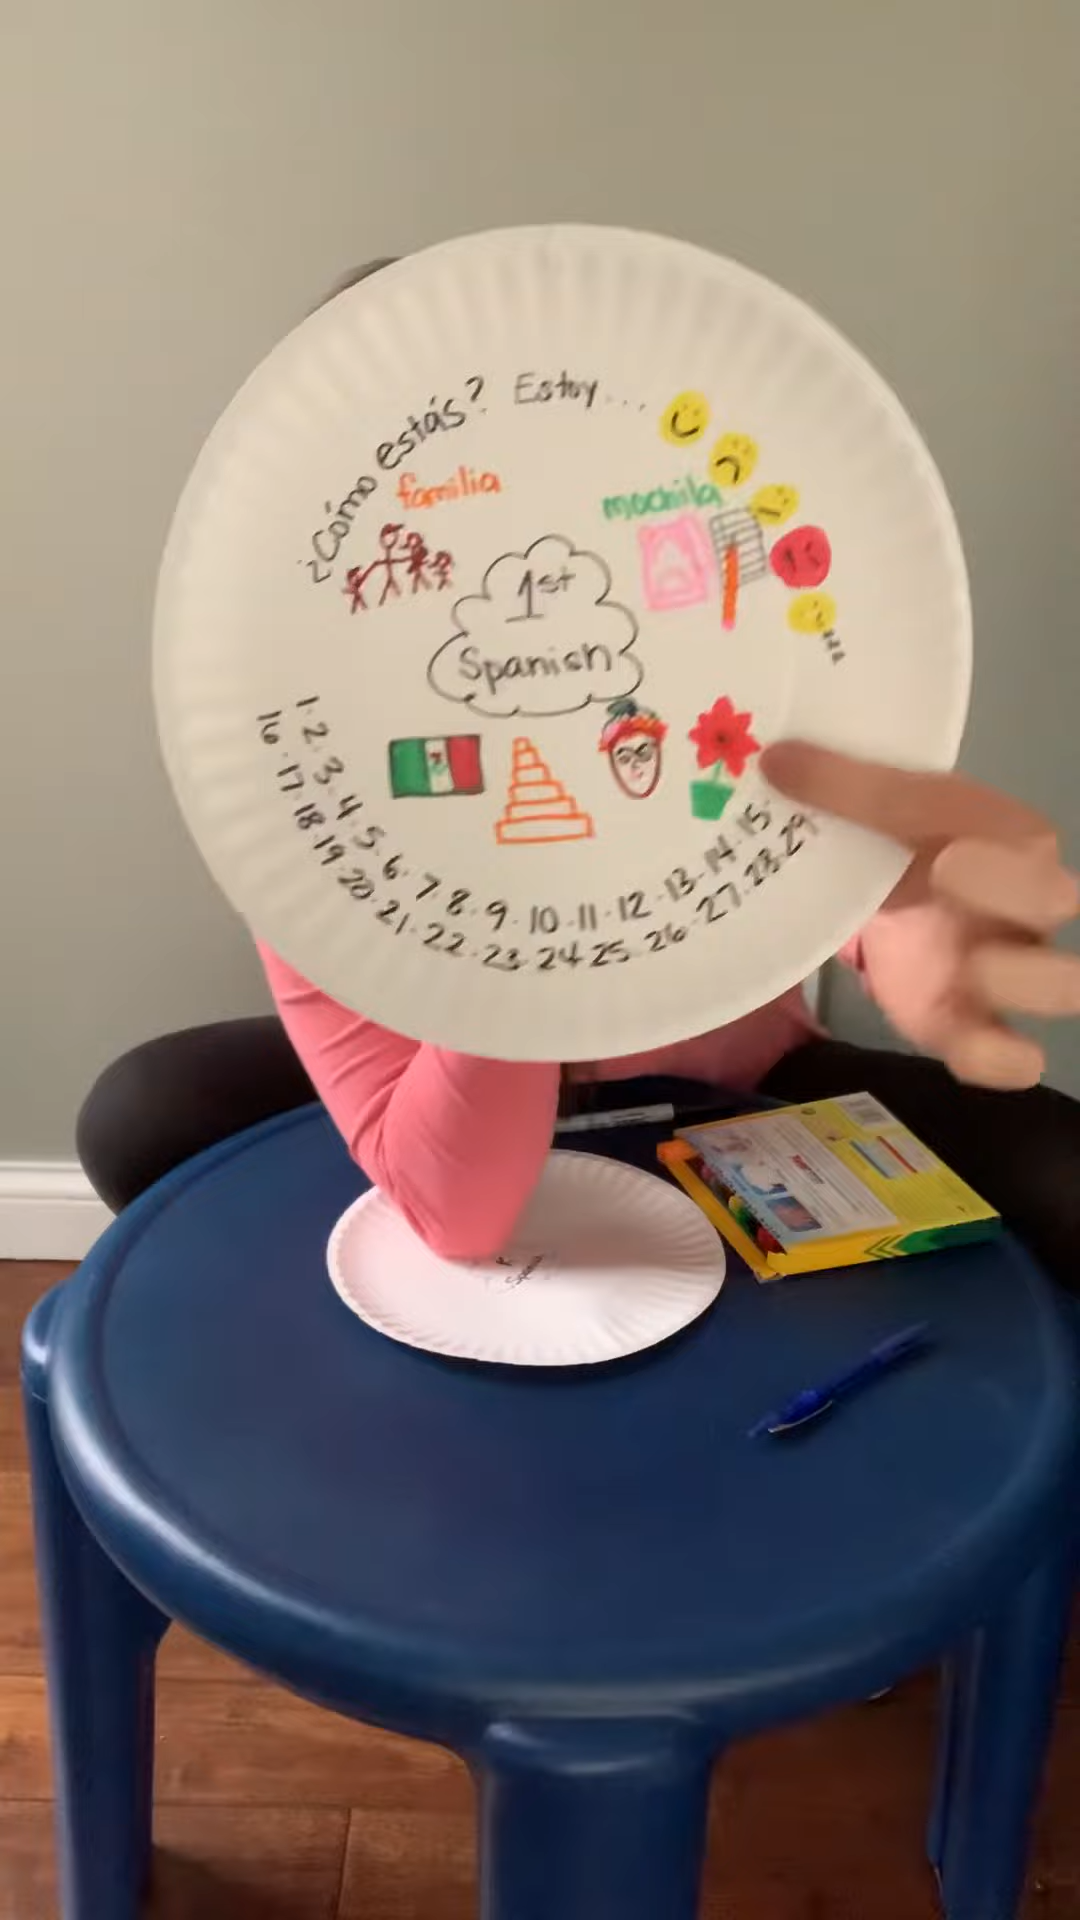 ¿Cómo estás? Estoy...
familia
mochila
1st
Spanish
zzz
1·2·3·4·5·6·7·8·9·10·11·12·13·14·15·
16·17·18·19·20·21·22·23·24·25·26·27·28·29